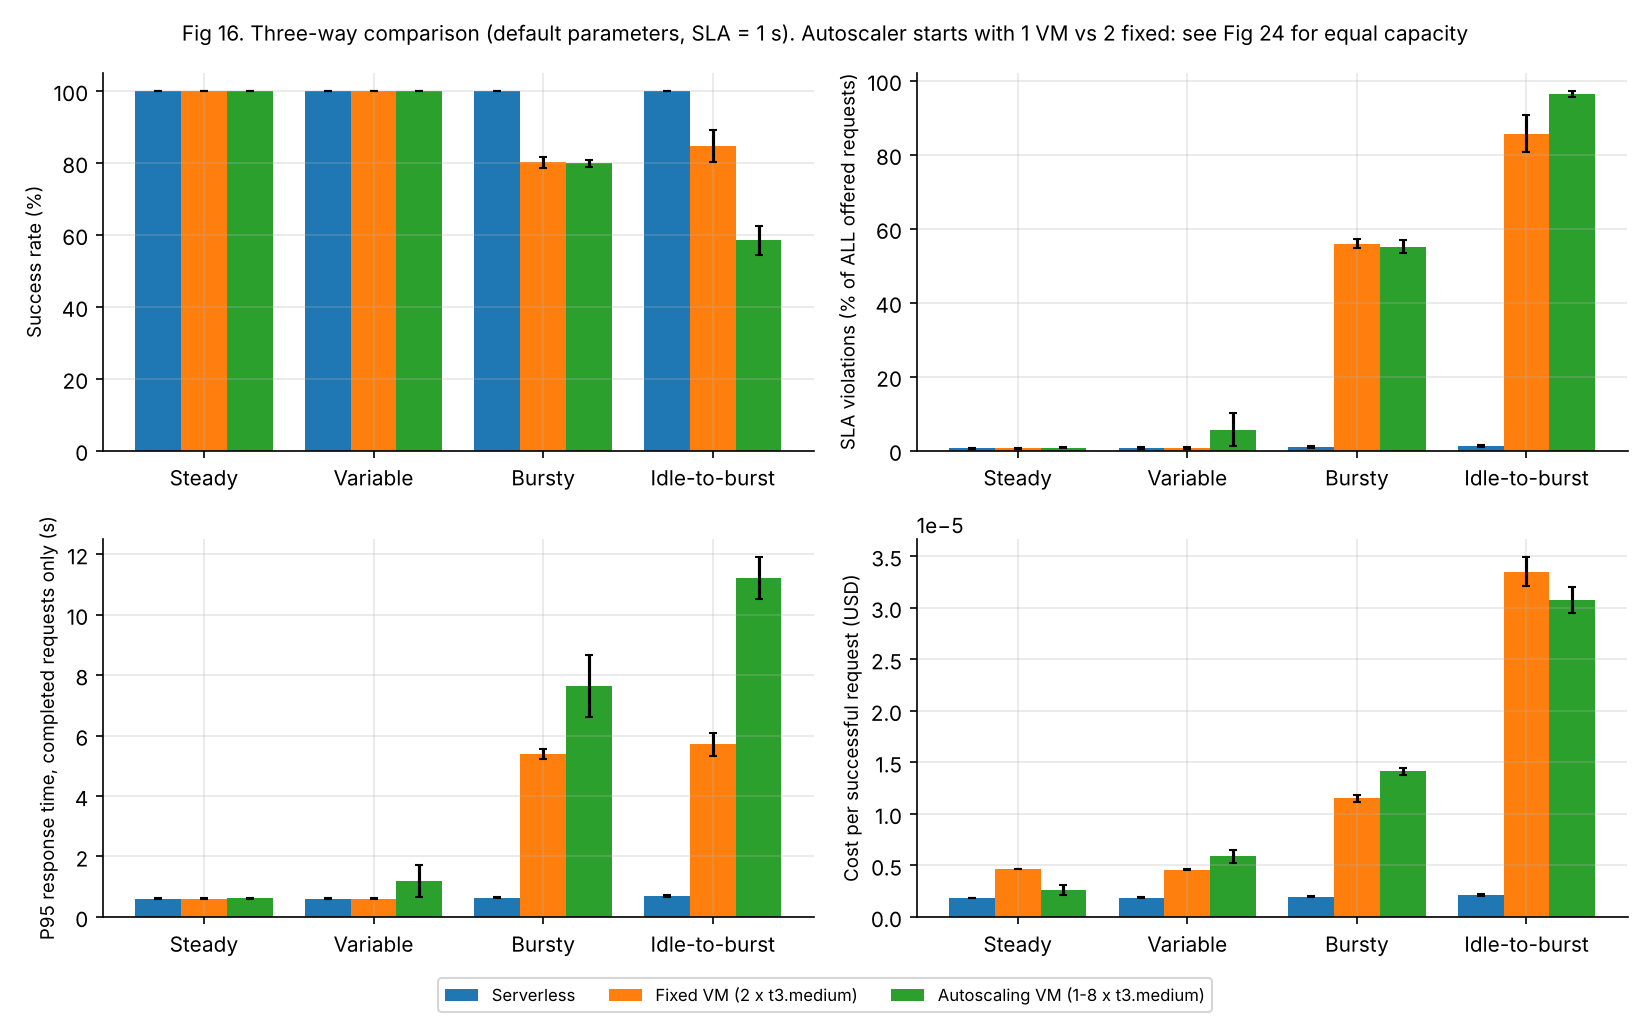 Fig 16. Three-way comparison (default parameters, SLA = 1 s). Autoscaler starts with 1 VM vs 2 fixed: see Fig 24 for equal capacity
Success rate (%)
100
80
60
40
20
0
Steady
Variable
Bursty
Idle-to-burst
SLA violations (% of ALL offered requests)
100
80
60
40
20
0
Steady
Variable
Bursty
Idle-to-burst
P95 response time, completed requests only (s)
12
10
8
6
4
2
0
Steady
Variable
Bursty
Idle-to-burst
1e−5
Cost per successful request (USD)
3.5
3.0
2.5
2.0
1.5
1.0
0.5
0.0
Steady
Variable
Bursty
Idle-to-burst
Serverless
Fixed VM (2 x t3.medium)
Autoscaling VM (1-8 x t3.medium)